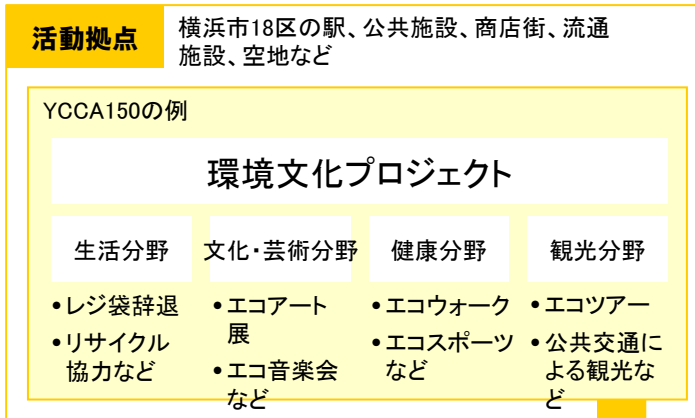 活動拠点
横浜市18区の駅、公共施設、商店街、流通
施設、空地など
YCCA150の例
環境文化プロジェクト
生活分野
•レジ袋辞退
•リサイクル
協力など
文化・芸術分野
•エコアート
展
•エコ音楽会
など
健康分野
•エコウォーク
•エコスポーツ
など
観光分野
•エコツアー
•公共交通に
よる観光な
ど